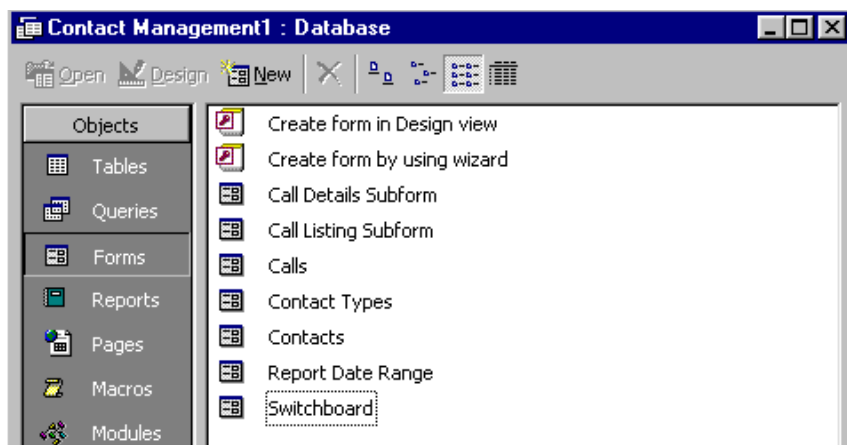 Contact Management1 : Database
Open Design New
Objects
Tables
Queries
Forms
Reports
Pages
Macros
Modules
Create form in Design view
Create form by using wizard
Call Details Subform
Call Listing Subform
Calls
Contact Types
Contacts
Report Date Range
Switchboard